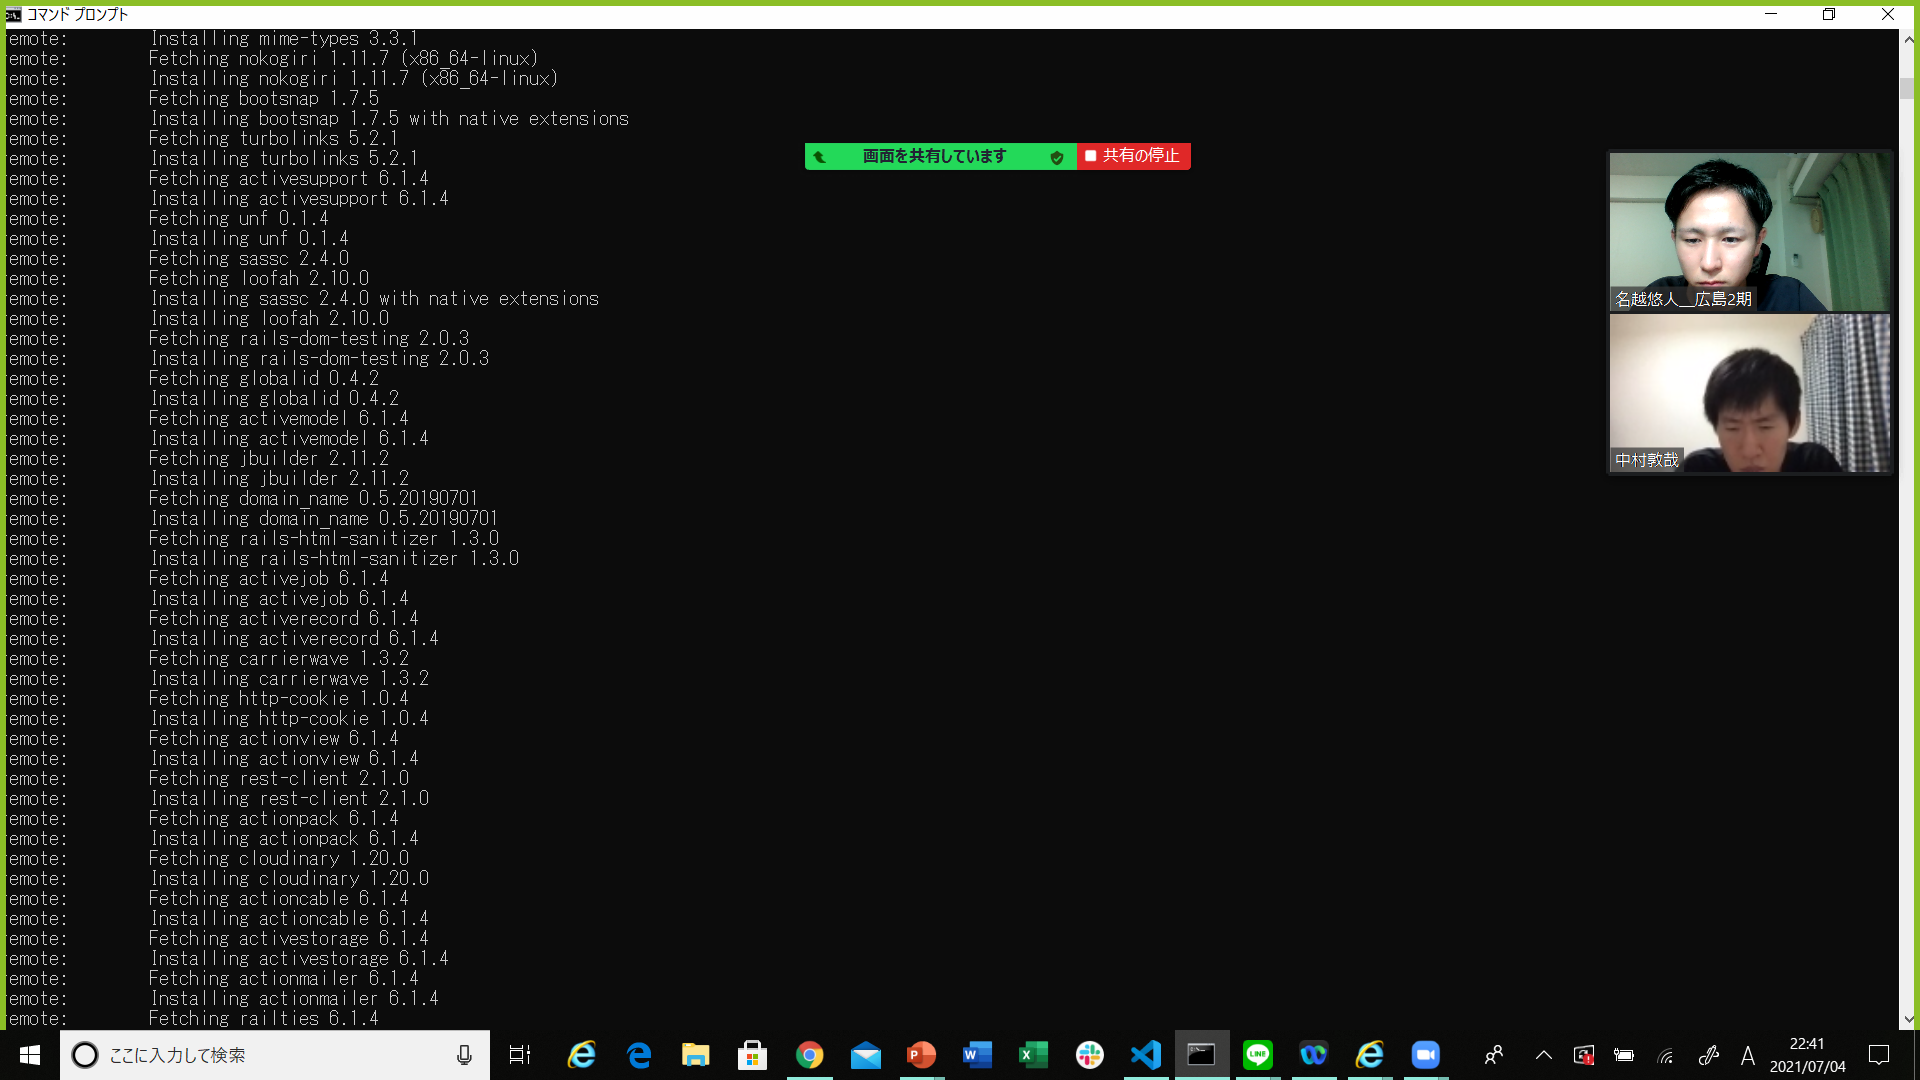 コマンド プロンプト
emote: Installing mime-types 3.3.1
emote: Fetching nokogiri 1.11.7 (x86_64-linux)
emote: Installing nokogiri 1.11.7 (x86_64-linux)
emote: Fetching bootsnap 1.7.5
emote: Installing bootsnap 1.7.5 with native extensions
emote: Fetching turbolinks 5.2.1
emote: Installing turbolinks 5.2.1
emote: Fetching activesupport 6.1.4
emote: Installing activesupport 6.1.4
emote: Fetching unf 0.1.4
emote: Installing unf 0.1.4
emote: Fetching sassc 2.4.0
emote: Fetching loofah 2.10.0
emote: Installing sassc 2.4.0 with native extensions
emote: Installing loofah 2.10.0
emote: Fetching rails-dom-testing 2.0.3
emote: Installing rails-dom-testing 2.0.3
emote: Fetching globalid 0.4.2
emote: Installing globalid 0.4.2
emote: Fetching activemodel 6.1.4
emote: Installing activemodel 6.1.4
emote: Fetching jbuilder 2.11.2
emote: Installing jbuilder 2.11.2
emote: Fetching domain_name 0.5.20190701
emote: Installing domain_name 0.5.20190701
emote: Fetching rails-html-sanitizer 1.3.0
emote: Installing rails-html-sanitizer 1.3.0
emote: Fetching activejob 6.1.4
emote: Installing activejob 6.1.4
emote: Fetching activerecord 6.1.4
emote: Installing activerecord 6.1.4
emote: Fetching carrierwave 1.3.2
emote: Installing carrierwave 1.3.2
emote: Fetching http-cookie 1.0.4
emote: Installing http-cookie 1.0.4
emote: Fetching actionview 6.1.4
emote: Installing actionview 6.1.4
emote: Fetching rest-client 2.1.0
emote: Installing rest-client 2.1.0
emote: Fetching actionpack 6.1.4
emote: Installing actionpack 6.1.4
emote: Fetching cloudinary 1.20.0
emote: Installing cloudinary 1.20.0
emote: Fetching actioncable 6.1.4
emote: Installing actioncable 6.1.4
emote: Fetching activestorage 6.1.4
emote: Installing activestorage 6.1.4
emote: Fetching actionmailer 6.1.4
emote: Installing actionmailer 6.1.4
emote: Fetching railties 6.1.4
画面を共有しています 共有の停止
名越悠人__広島2期
中村敦哉
ここに入力して検索
A
22:41
2021/07/04